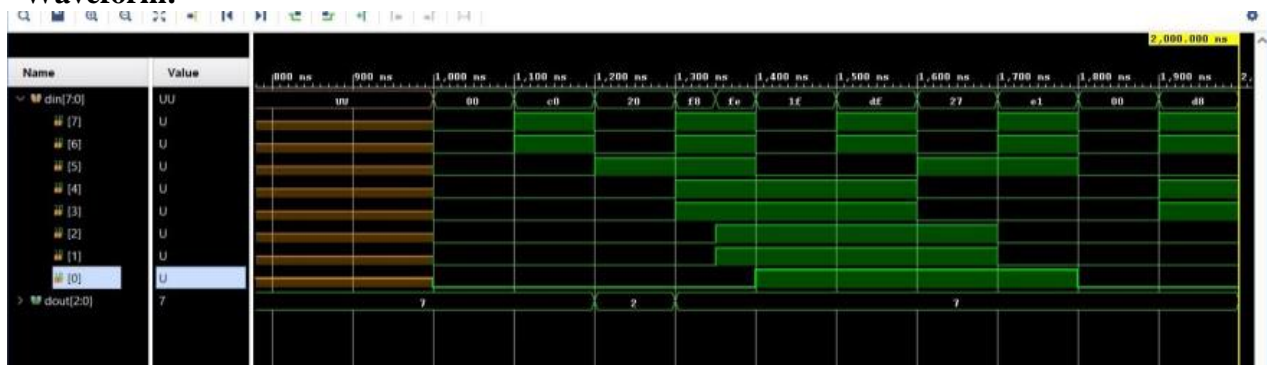 Waveform:
2,000.000 ns
Name Value 800 ns 900 ns 1,000 ns 1,100 ns 1,200 ns 1,300 ns 1,400 ns 1,500 ns 1,600 ns 1,700 ns 1,800 ns 1,900 ns 2,
din[7:0] UU UU 00 c0 20 f8 fe 1f df 27 e1 00 d8
[7] U
[6] U
[5] U
[4] U
[3] U
[2] U
[1] U
[0] U
dout[2:0] 7 7 2 7